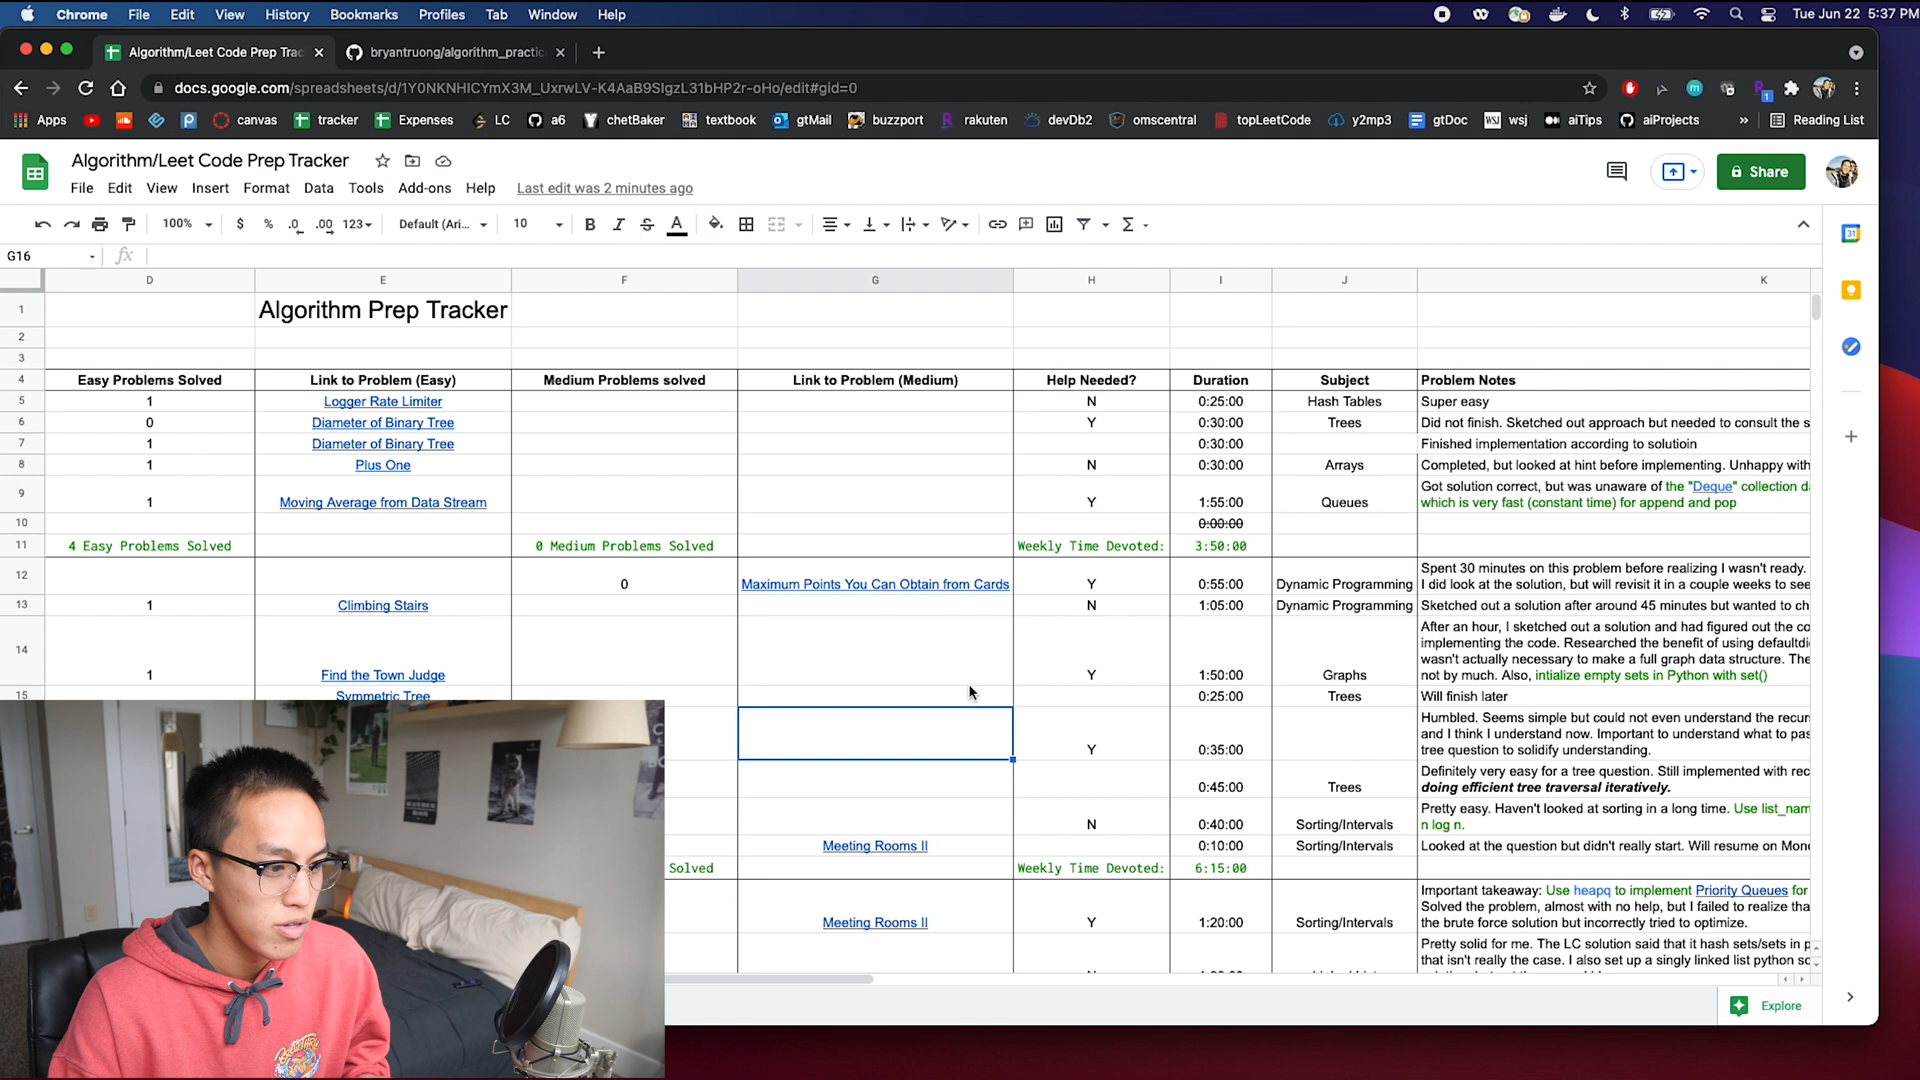 Chrome File Edit View History Bookmarks Profiles Tab Window Help Tue Jun 22 5:37 PM
Algorithm/Leet Code Prep Trac bryantruong/algorithm_practic
docs.google.com/spreadsheets/d/1Y0NKNHICYmX3M_UxrwLV-K4AaB9SIgzL31bHP2r-oHo/edit#gid=0
Apps canvas tracker Expenses LC a6 chetBaker textbook gtMail buzzport rakuten devDb2 omscentral topLeetCode y2mp3 gtDoc wsj aiTips aiProjects » Reading List
Algorithm/Leet Code Prep Tracker
Share
File Edit View Insert Format Data Tools Add-ons Help Last edit was 2 minutes ago
100% $ % .0 .00 123 Default (Ari... 10 B I S A Σ
G16 fx
D E F G H I J K
1 Algorithm Prep Tracker
2
3
4 Easy Problems Solved Link to Problem (Easy) Medium Problems solved Link to Problem (Medium) Help Needed? Duration Subject Problem Notes
5 1 Logger Rate Limiter N 0:25:00 Hash Tables Super easy
6 0 Diameter of Binary Tree Y 0:30:00 Trees Did not finish. Sketched out approach but needed to consult the s
7 1 Diameter of Binary Tree 0:30:00 Finished implementation according to solutioin
8 1 Plus One N 0:30:00 Arrays Completed, but looked at hint before implementing. Unhappy with
Got solution correct, but was unaware of the "Deque" collection d
9 1 Moving Average from Data Stream Y 1:55:00 Queues which is very fast (constant time) for append and pop
10 0:00:00
11 4 Easy Problems Solved 0 Medium Problems Solved Weekly Time Devoted: 3:50:00
Spent 30 minutes on this problem before realizing I wasn't ready.
12 0 Maximum Points You Can Obtain from Cards Y 0:55:00 Dynamic Programming I did look at the solution, but will revisit it in a couple weeks to see
13 1 Climbing Stairs N 1:05:00 Dynamic Programming Sketched out a solution after around 45 minutes but wanted to ch
After an hour, I sketched out a solution and had figured out the co
implementing the code. Researched the benefit of using defaultdi
wasn't actually necessary to make a full graph data structure. The
14 1 Find the Town Judge Y 1:50:00 Graphs not by much. Also, intialize empty sets in Python with set()
15 Symmetric Tree 0:25:00 Trees Will finish later
Humbled. Seems simple but could not even understand the recur
and I think I understand now. Important to understand what to pas
Y 0:35:00 tree question to solidify understanding.
Definitely very easy for a tree question. Still implemented with rec
0:45:00 Trees doing efficient tree traversal iteratively.
Pretty easy. Haven't looked at sorting in a long time. Use list_nam
N 0:40:00 Sorting/Intervals n log n.
Meeting Rooms II 0:10:00 Sorting/Intervals Looked at the question but didn't really start. Will resume on Mon
Solved Weekly Time Devoted: 6:15:00
Important takeaway: Use heapq to implement Priority Queues for
Solved the problem, almost with no help, but I failed to realize tha
Meeting Rooms II Y 1:20:00 Sorting/Intervals the brute force solution but incorrectly tried to optimize.
Pretty solid for me. The LC solution said that it hash sets/sets in p
that isn't really the case. I also set up a singly linked list python sc
Explore